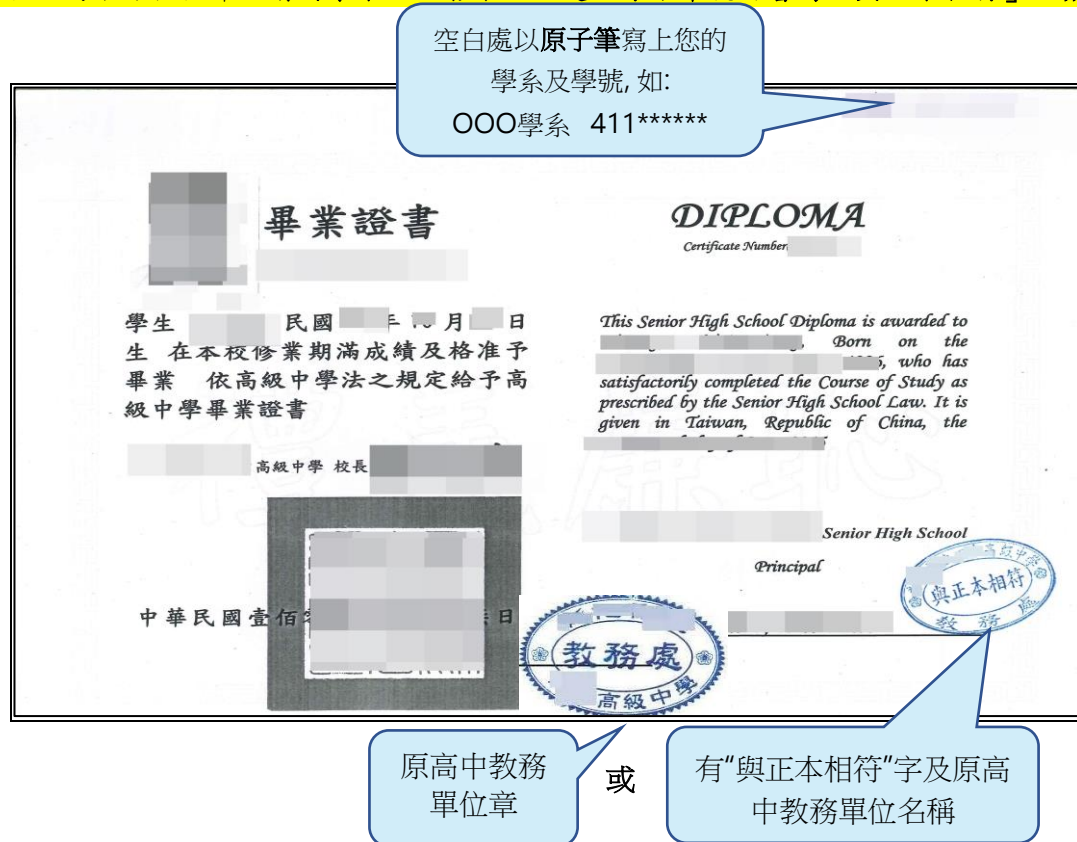 空白處以原子筆寫上您的
學系及學號, 如:
OOO學系 411******
畢業證書
學生 民國 年 月 日
生 在本校修業期滿成績及格准予
畢業 依高級中學法之規定給予高
級中學畢業證書
高級中學 校長
中華民國壹佰 日
DIPLOMA
Certificate Number
This Senior High School Diploma is awarded to
Born on the
, who has
satisfactorily completed the Course of Study as
prescribed by the Senior High School Law. It is
given in Taiwan, Republic of China, the
Senior High School
Principal
高級中學
與正本相符
教務處
教務處
高級中學
原高中教務
單位章
或
有"與正本相符"字及原高
中教務單位名稱